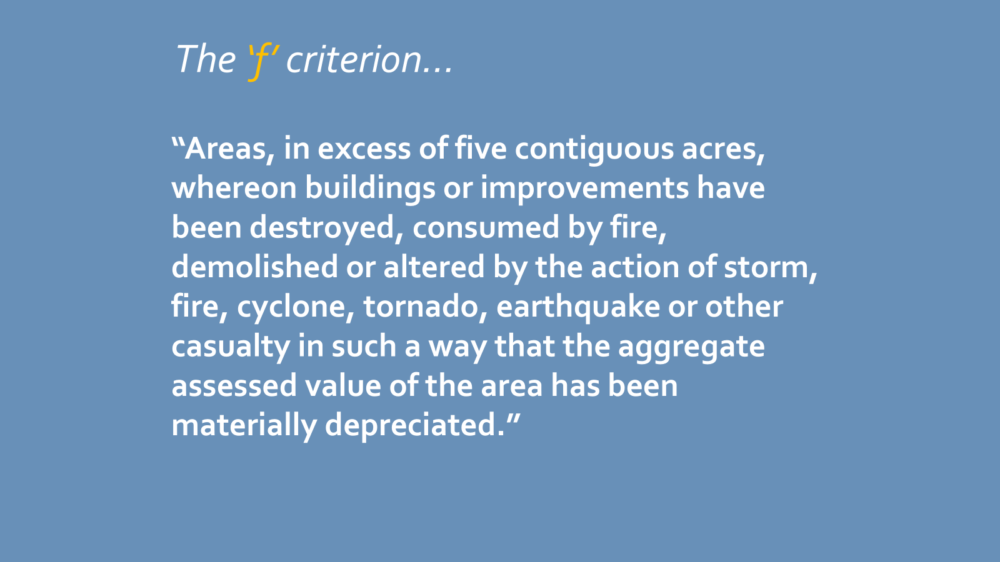 The ‘f’ criterion…
“Areas, in excess of five contiguous acres,
whereon buildings or improvements have
been destroyed, consumed by fire,
demolished or altered by the action of storm,
fire, cyclone, tornado, earthquake or other
casualty in such a way that the aggregate
assessed value of the area has been
materially depreciated.”